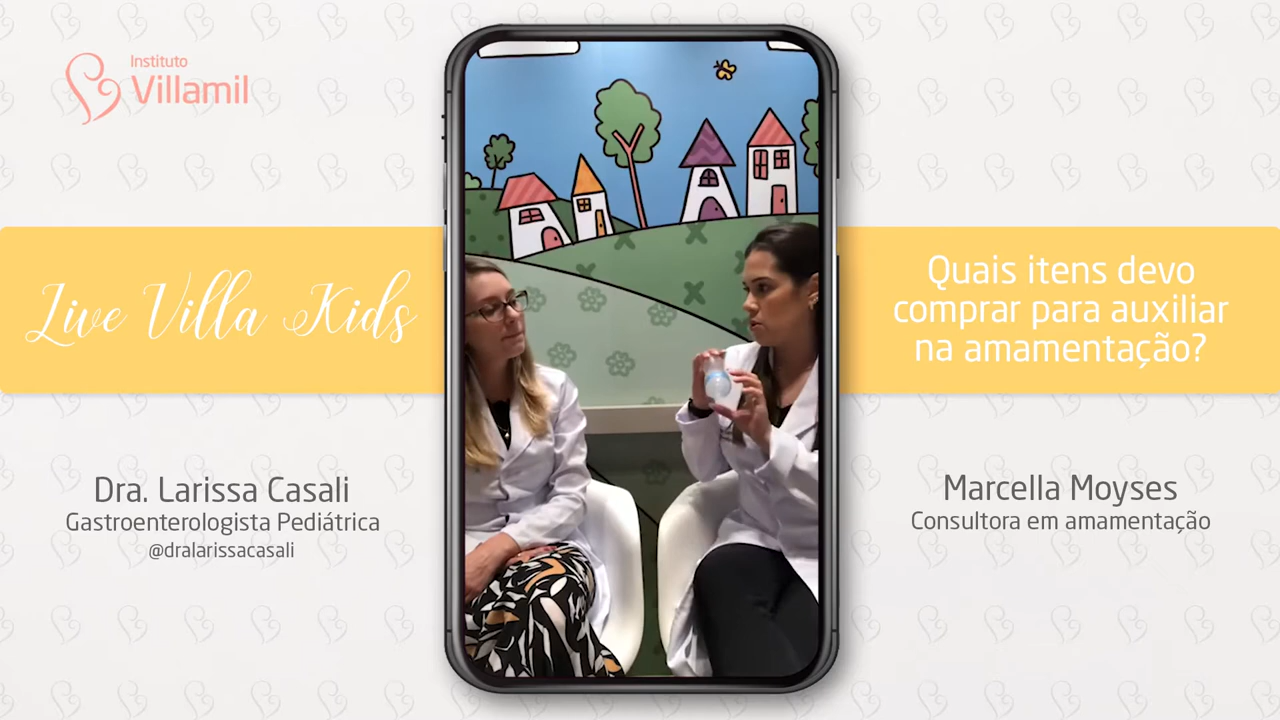 Instituto
Villamil
Live Villa Kids
Quais itens devo
comprar para auxiliar
na amamentação?
Dra. Larissa Casali
Gastroenterologista Pediátrica
@dralarissacasali
Marcella Moyses
Consultora em amamentação